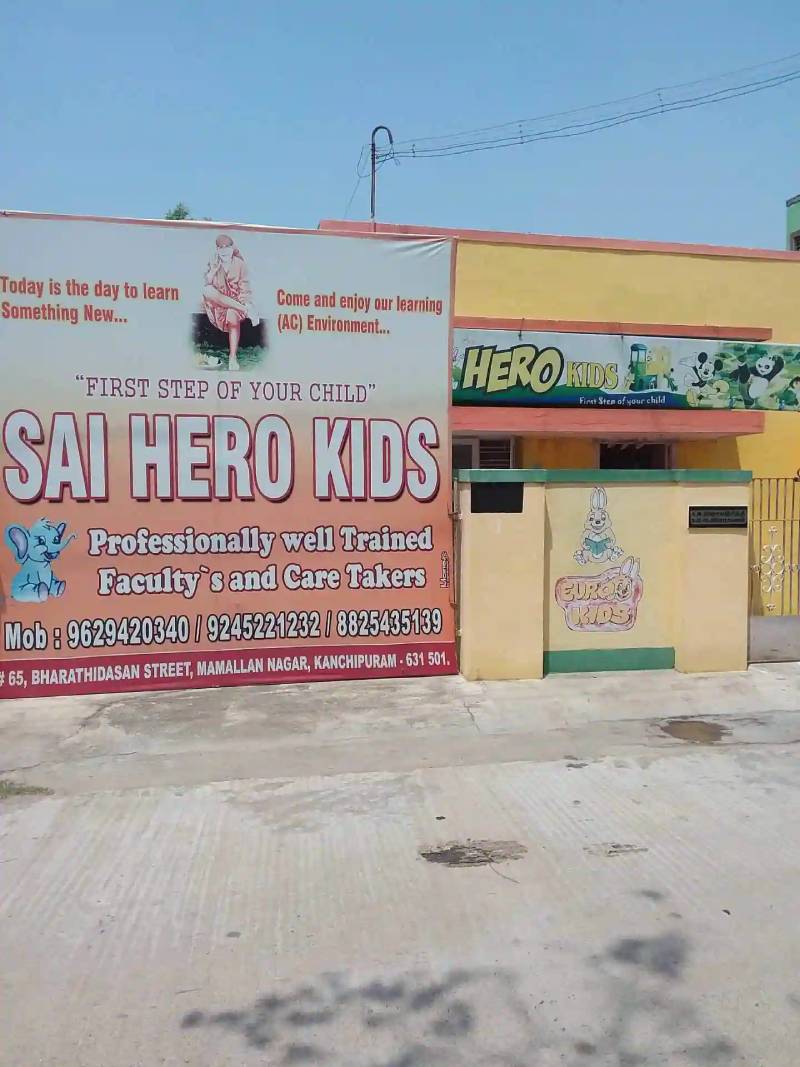 Today is the day to learn
Something New...
Come and enjoy our learning
(AC) Environment...
“FIRST STEP OF YOUR CHILD”
SAI HERO KIDS
Professionally well Trained
Faculty`s and Care Takers
Mob : 9629420340 / 9245221232 / 8825435139
# 65, BHARATHIDASAN STREET, MAMALLAN NAGAR, KANCHIPURAM - 631 501.
HERO KIDS
First Step of your child
EURO
KIDS